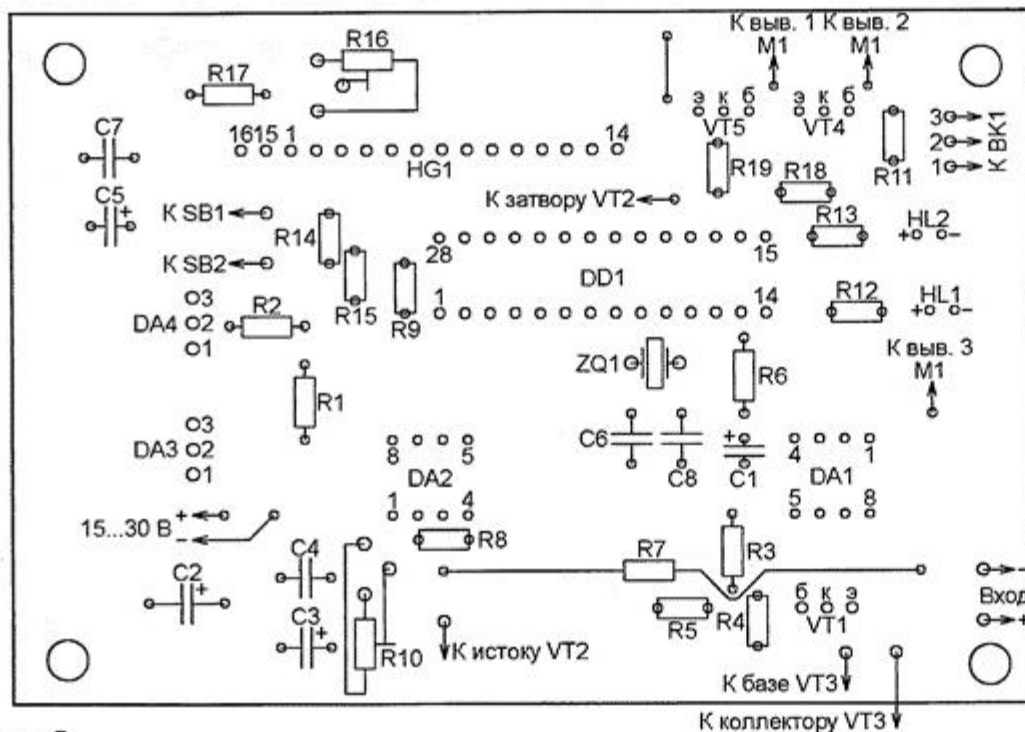 К выв. 1 К выв. 2
М1 М1
R16
R17
э к б э к б
VT5 VT4
3
2
1
К ВК1
C7
16 15 1 14
HG1
R19
R18
R11
C5
+
К SB1
К затвору VT2
R14
R13
HL2
+ –
28 15
DD1
К SB2
R15
R9
1 14
R12
HL1
+ –
3
DA4 2
1
R2
К выв. 3
М1
ZQ1
R6
R1
3
DA3 2
1
8 5
DA2
1 4
C6
C8
+
C1
4 1
DA1
5 8
15...30 В
+
–
R8
C4
R7
R3
C2
+
C3
+
R10
R5
R4
б к э
VT1
–
Вход
+
К истоку VT2
К базе VT3
К коллектору VT3